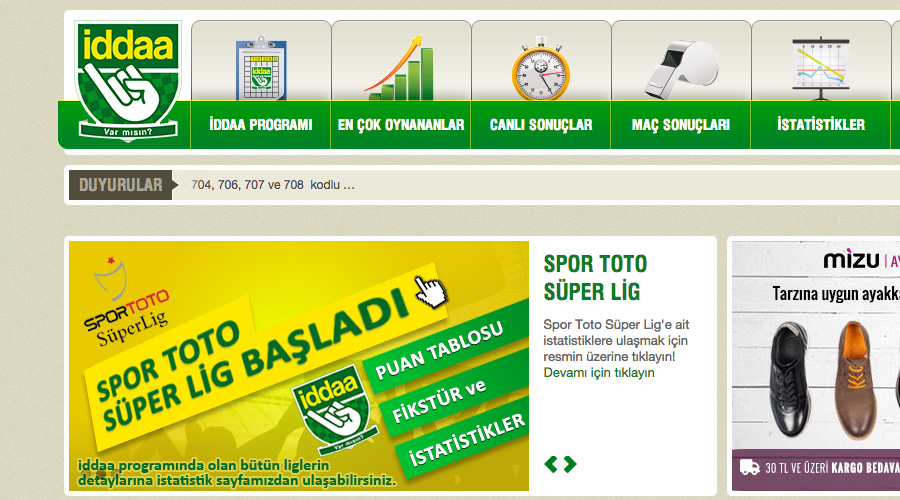 iddaa
Var mısın?
İDDAA PROGRAMI
EN ÇOK OYNANANLAR
CANLI SONUÇLAR
MAÇ SONUÇLARI
İSTATİSTİKLER
DUYURULAR
704, 706, 707 ve 708 kodlu ...
SPORTOTO
SüperLig
SPOR TOTO
SÜPER LİG BAŞLADI
PUAN TABLOSU
FİKSTÜR ve
İSTATİSTİKLER
iddaa
Var mısın?
iddaa programında olan bütün liglerin
detaylarına istatistik sayfamızdan ulaşabilirsiniz.
SPOR TOTO
SÜPER LİG
Spor Toto Süper Lig'e ait
istatistiklere ulaşmak için
resmin üzerine tıklayın!
Devamı için tıklayın
mizu | AY
Tarzına uygun ayakka
30 TL VE ÜZERİ KARGO BEDAVA